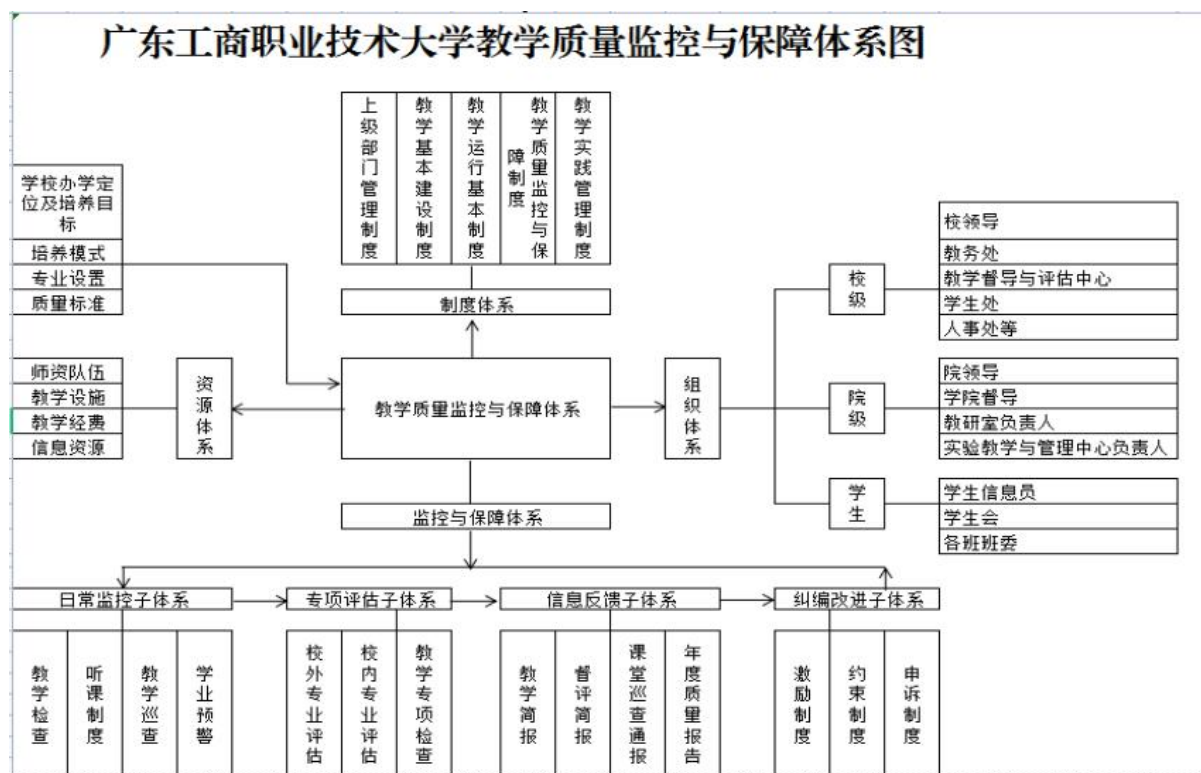 广东工商职业技术大学教学质量监控与保障体系图
上级部门管理制度
教学基本建设制度
教学运行基本制度
教学质量监控与保
障制度
教学实践管理制度
学校办学定
位及培养目
标
培养模式
专业设置
质量标准
制度体系
校级
校领导
教务处
教学督导与评估中心
学生处
人事处等
师资队伍
教学设施
教学经费
信息资源
资源体系
教学质量监控与保障体系
组织体系
院级
院领导
学院督导
教研室负责人
实验教学与管理中心负责人
学生
学生信息员
学生会
各班班委
监控与保障体系
日常监控子体系
专项评估子体系
信息反馈子体系
纠编改进子体系
教学检查
听课制度
教学巡查
学业预警
校外专业评估
校内专业评估
教学专项检查
教学简报
督评简报
课堂巡查通报
年度质量报告
激励制度
约束制度
申诉制度